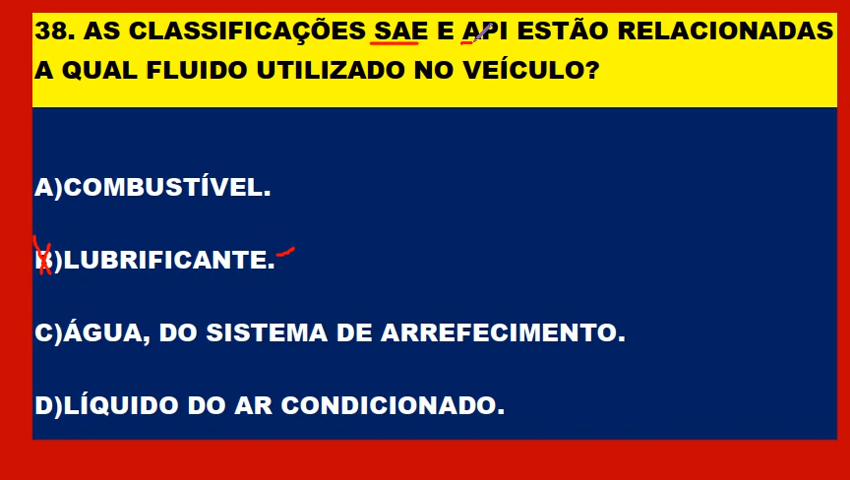 38. AS CLASSIFICAÇÕES SAE E API ESTÃO RELACIONADAS
A QUAL FLUIDO UTILIZADO NO VEÍCULO?
A)COMBUSTÍVEL.
B)LUBRIFICANTE.
C)ÁGUA, DO SISTEMA DE ARREFECIMENTO.
D)LÍQUIDO DO AR CONDICIONADO.